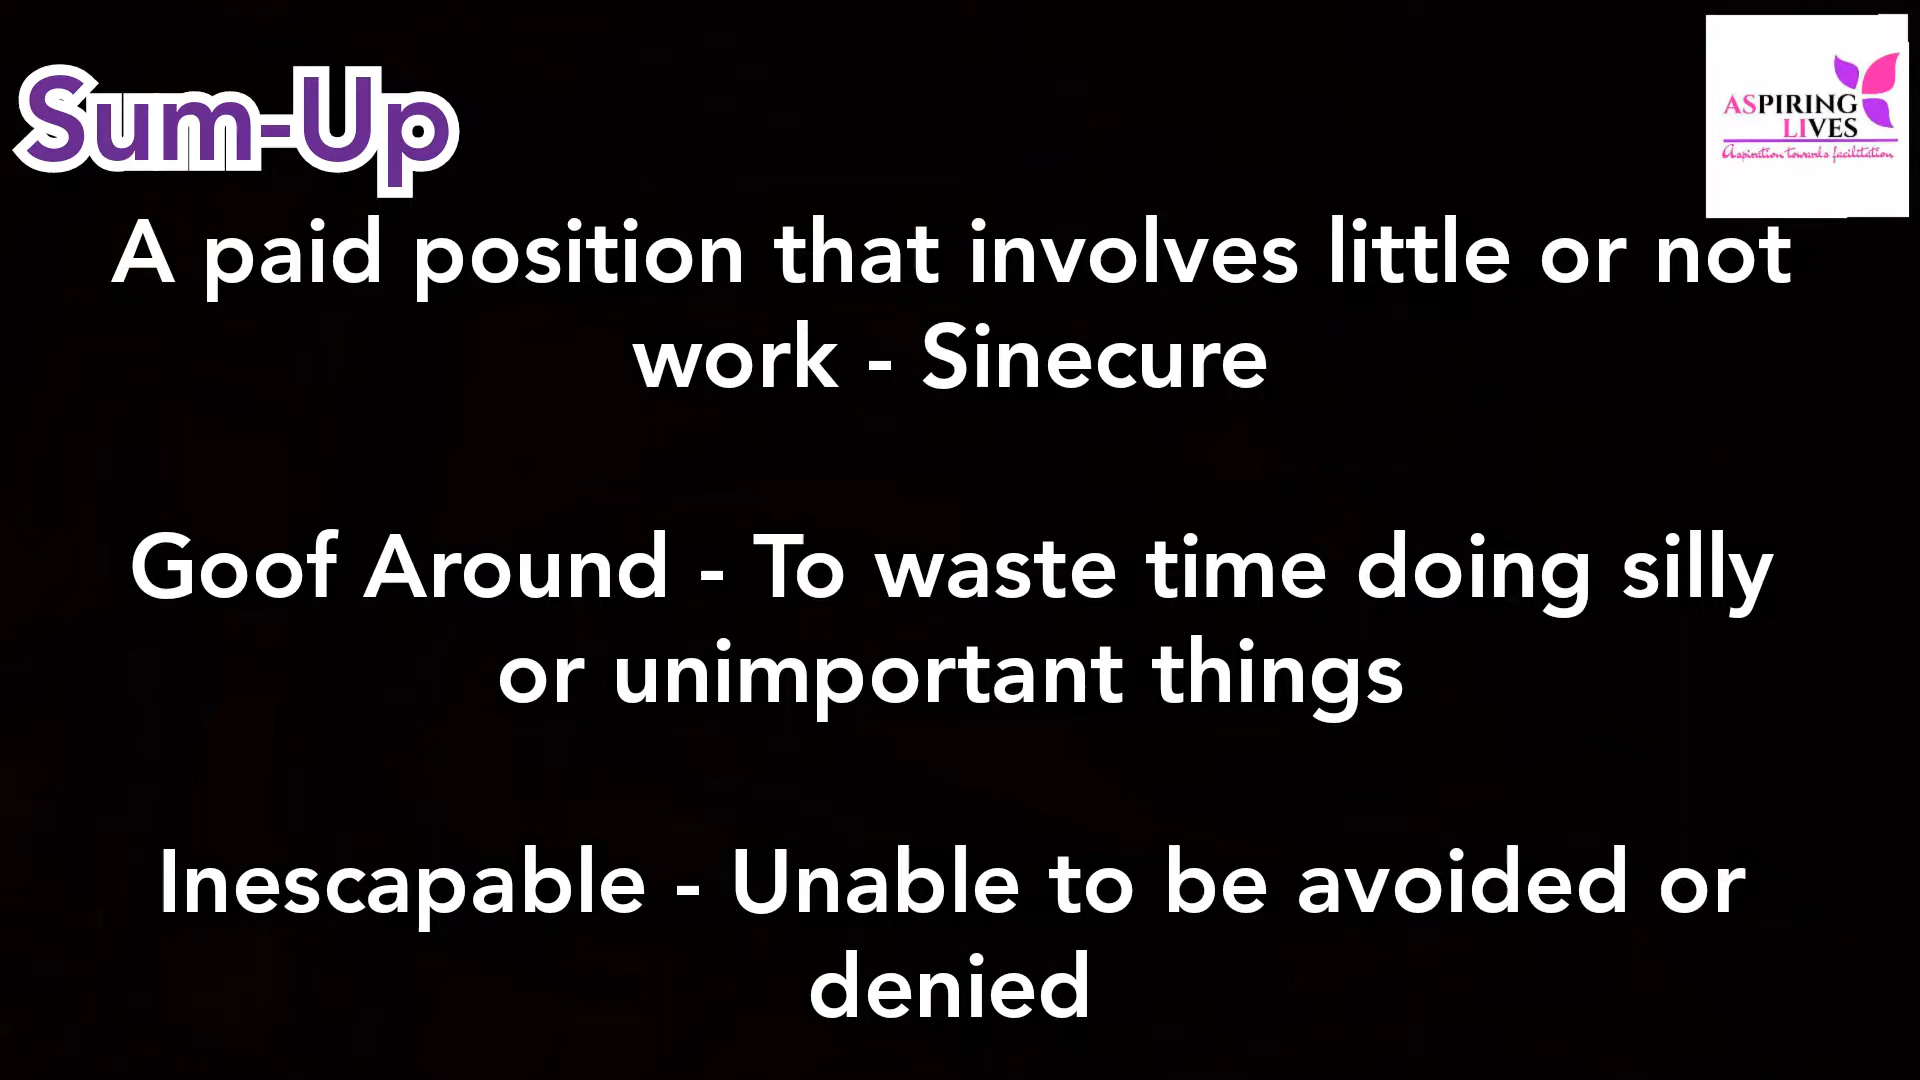 Sum-Up
ASPIRING
LIVES
Aspiration towards facilitation
A paid position that involves little or not
work - Sinecure
Goof Around - To waste time doing silly
or unimportant things
Inescapable - Unable to be avoided or
denied